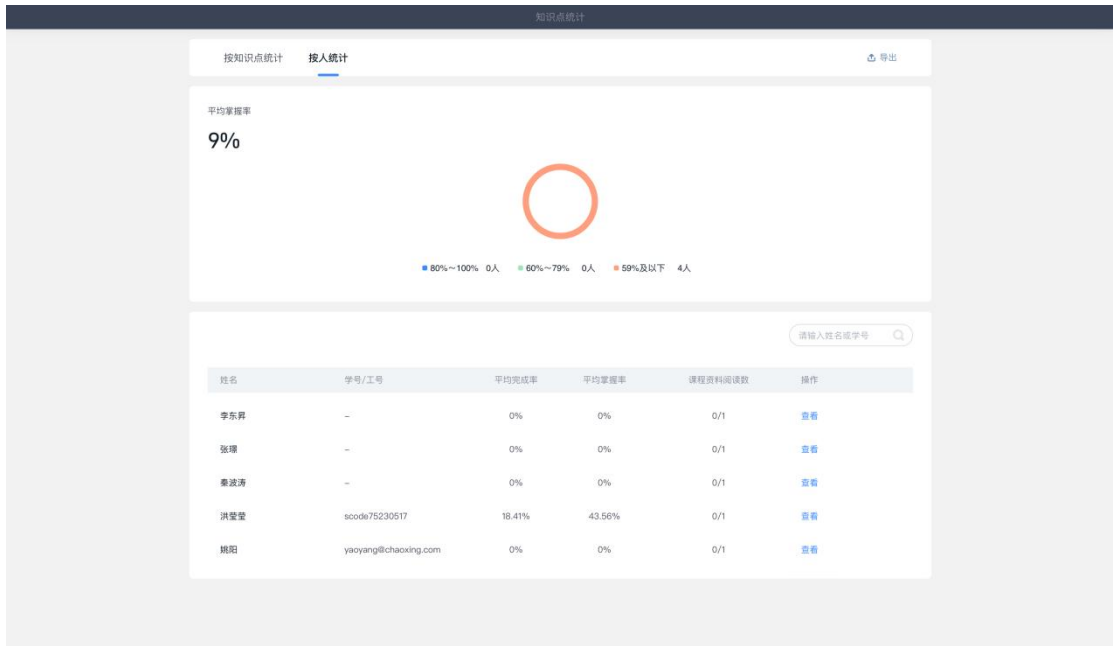 知识点统计
按知识点统计 按人统计 导出
平均掌握率
9%
80%~100% 0人 60%~79% 0人 59%及以下 4人
请输入姓名或学号
姓名 学号/工号 平均完成率 平均掌握率 课程资料阅读数 操作
李东昇 - 0% 0% 0/1 查看
张璟 - 0% 0% 0/1 查看
秦波涛 - 0% 0% 0/1 查看
洪莹莹 scode75230517 18.41% 43.56% 0/1 查看
姚阳 yaoyang@chaoxing.com 0% 0% 0/1 查看